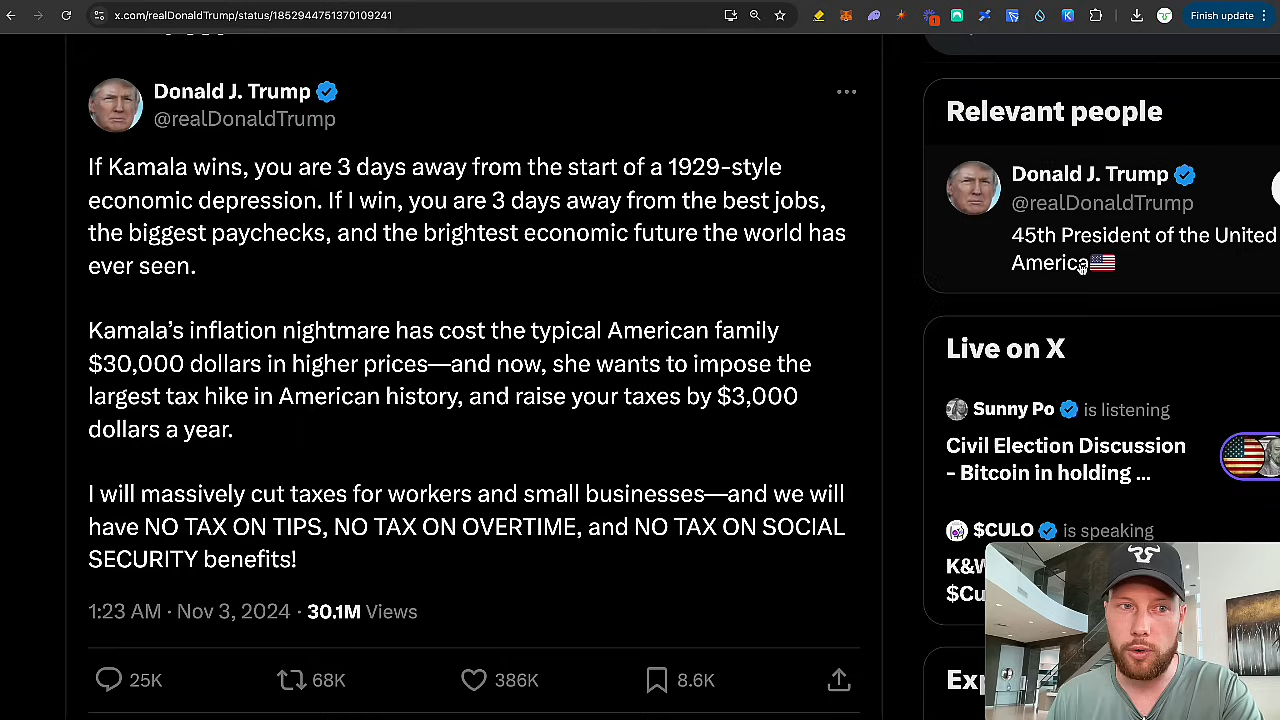 x.com/realDonaldTrump/status/1852944751370109241
Finish update
Donald J. Trump
@realDonaldTrump
If Kamala wins, you are 3 days away from the start of a 1929-style
economic depression. If I win, you are 3 days away from the best jobs,
the biggest paychecks, and the brightest economic future the world has
ever seen.
Kamala’s inflation nightmare has cost the typical American family
$30,000 dollars in higher prices—and now, she wants to impose the
largest tax hike in American history, and raise your taxes by $3,000
dollars a year.
I will massively cut taxes for workers and small businesses—and we will
have NO TAX ON TIPS, NO TAX ON OVERTIME, and NO TAX ON SOCIAL
SECURITY benefits!
1:23 AM · Nov 3, 2024 · 30.1M Views
25K 68K 386K 8.6K
Relevant people
Donald J. Trump
@realDonaldTrump
45th President of the United
America
Live on X
Sunny Po is listening
Civil Election Discussion
- Bitcoin in holding ...
$CULO is speaking
K&W
$Cu
Exp